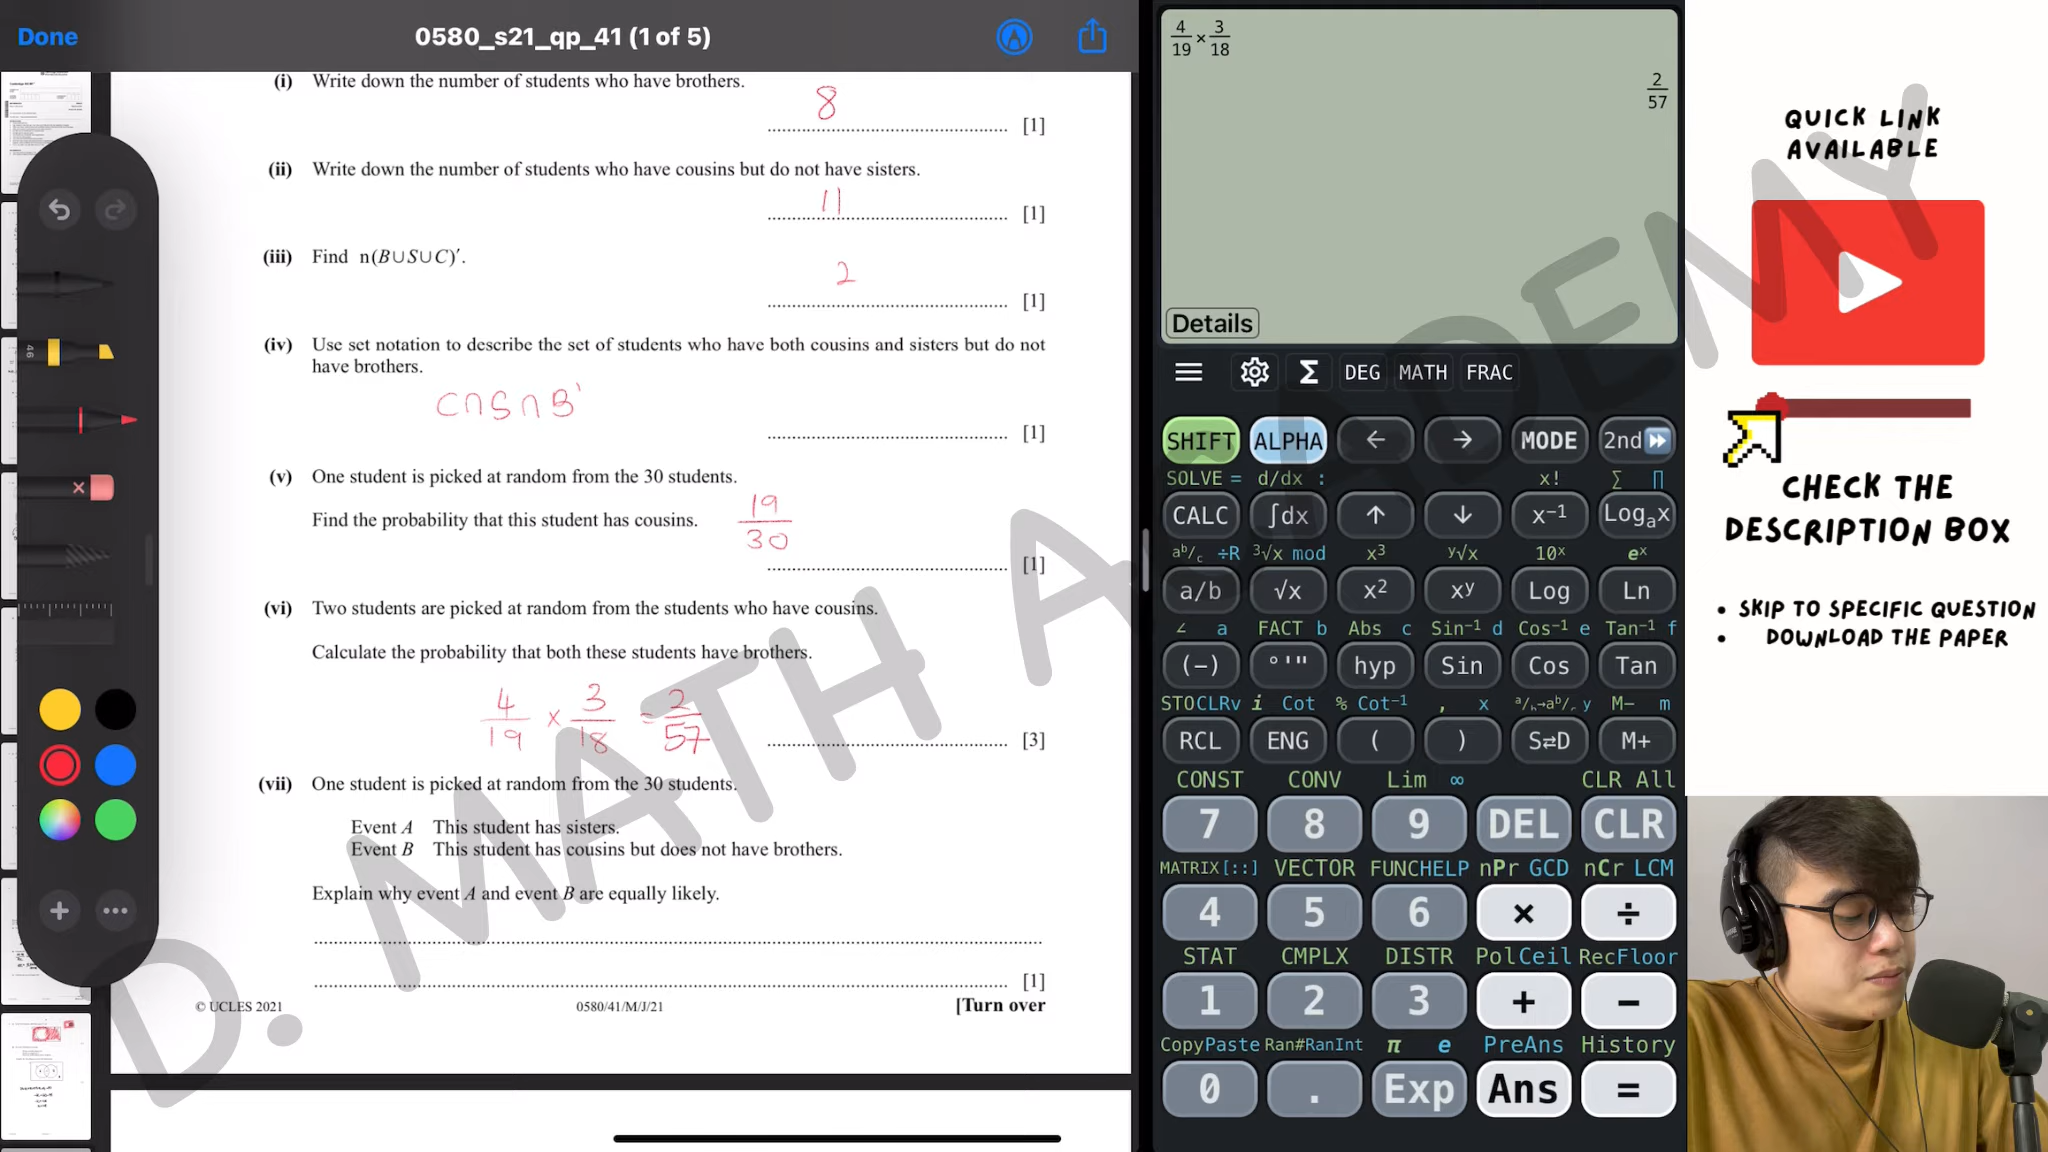 Done
0580_s21_qp_41 (1 of 5)
(i) Write down the number of students who have brothers.
8
[1]
(ii) Write down the number of students who have cousins but do not have sisters.
11
[1]
(iii) Find n(B∪S∪C)′.
2
[1]
(iv) Use set notation to describe the set of students who have both cousins and sisters but do not
have brothers.
C∩S∩B'
[1]
(v) One student is picked at random from the 30 students.
Find the probability that this student has cousins.
19/30
[1]
(vi) Two students are picked at random from the students who have cousins.
Calculate the probability that both these students have brothers.
4/19 × 3/18 = 2/57
[3]
(vii) One student is picked at random from the 30 students.
Event A This student has sisters.
Event B This student has cousins but does not have brothers.
Explain why event A and event B are equally likely.
[1]
© UCLES 2021 0580/41/M/J/21 [Turn over
D. MATH ACADEMY
4/19 × 3/18
2/57
Details
DEG MATH FRAC
SHIFT ALPHA ← → MODE 2nd
SOLVE = d/dx : x! ∑ ∏
CALC ∫dx ↑ ↓ x⁻¹ Logₐx
aᵇ/c ÷R ³√x mod x³ ʸ√x 10ˣ eˣ
a/b √x x² xʸ Log Ln
∠ a FACT b Abs c Sin⁻¹ d Cos⁻¹ e Tan⁻¹ f
(−) °'" hyp Sin Cos Tan
STO CLRv i Cot % Cot⁻¹ , x y M− m
RCL ENG ( ) S⇄D M+
CONST CONV Lim ∞ CLR All
7 8 9 DEL CLR
MATRIX [::] VECTOR FUNC HELP nPr GCD nCr LCM
4 5 6 × ÷
STAT CMPLX DISTR Pol Ceil Rec Floor
1 2 3 + −
Copy Paste Ran# RanInt π e PreAns History
0 . Exp Ans =
QUICK LINK
AVAILABLE
CHECK THE
DESCRIPTION BOX
• SKIP TO SPECIFIC QUESTION
• DOWNLOAD THE PAPER